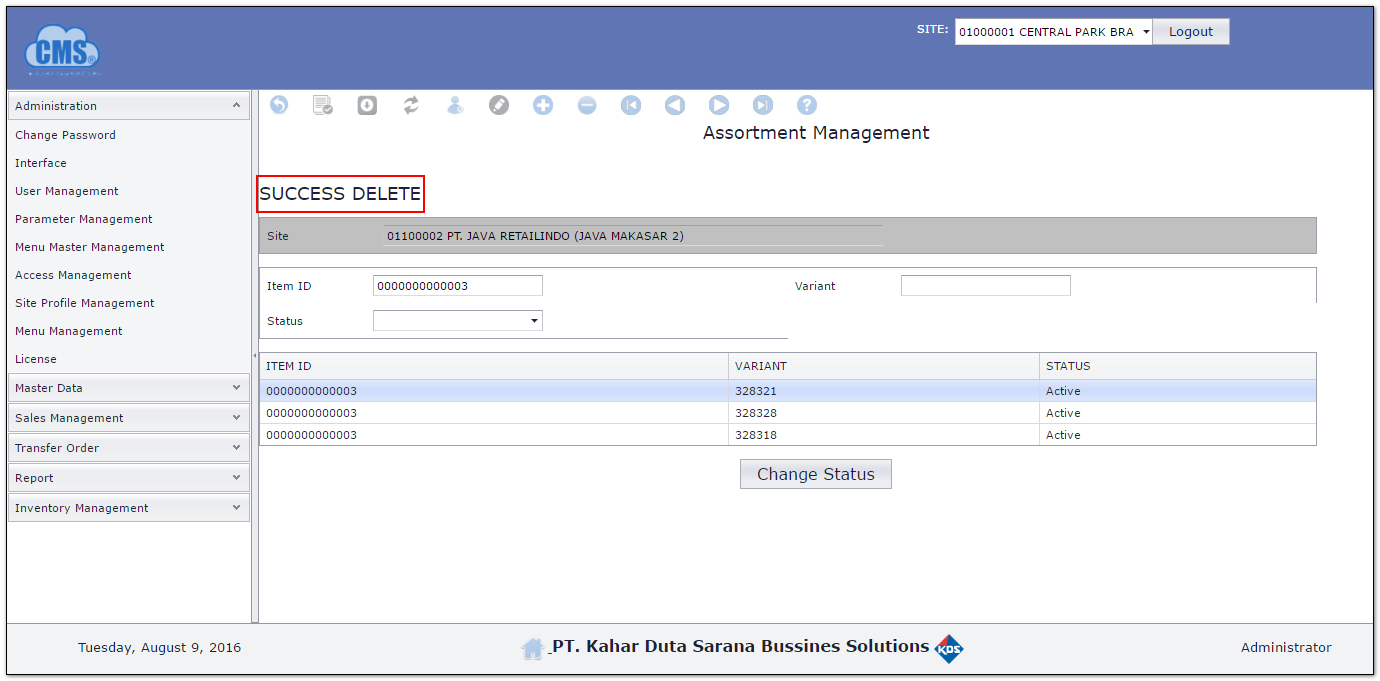 SITE: 01000001 CENTRAL PARK BRA Logout
CMS
Administration
Change Password
Interface
User Management
Parameter Management
Menu Master Management
Access Management
Site Profile Management
Menu Management
License
Master Data
Sales Management
Transfer Order
Report
Inventory Management
Assortment Management
SUCCESS DELETE
Site 01100002 PT. JAVA RETAILINDO (JAVA MAKASAR 2)
Item ID 0000000000003 Variant
Status
ITEM ID VARIANT STATUS
0000000000003 328321 Active
0000000000003 328328 Active
0000000000003 328318 Active
Change Status
Tuesday, August 9, 2016 PT. Kahar Duta Sarana Bussines Solutions KDS Administrator